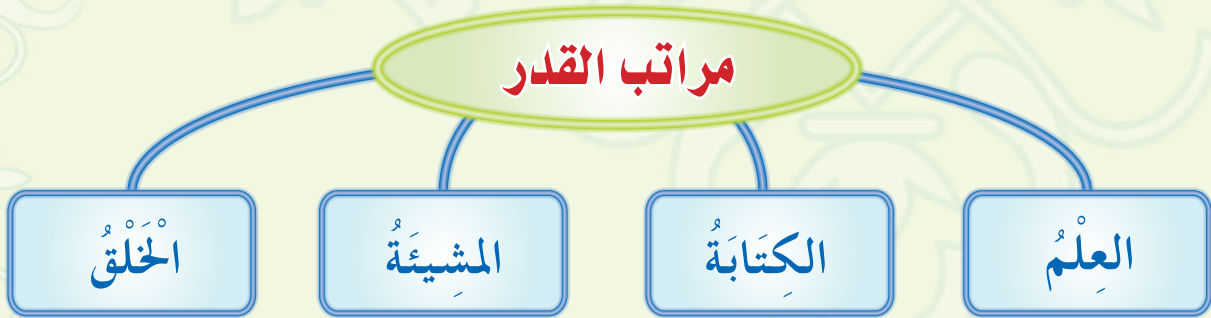 مراتب القدر
العِلْمُ
الكِتَابَةُ
المشِيئَةُ
الْخَلْقُ